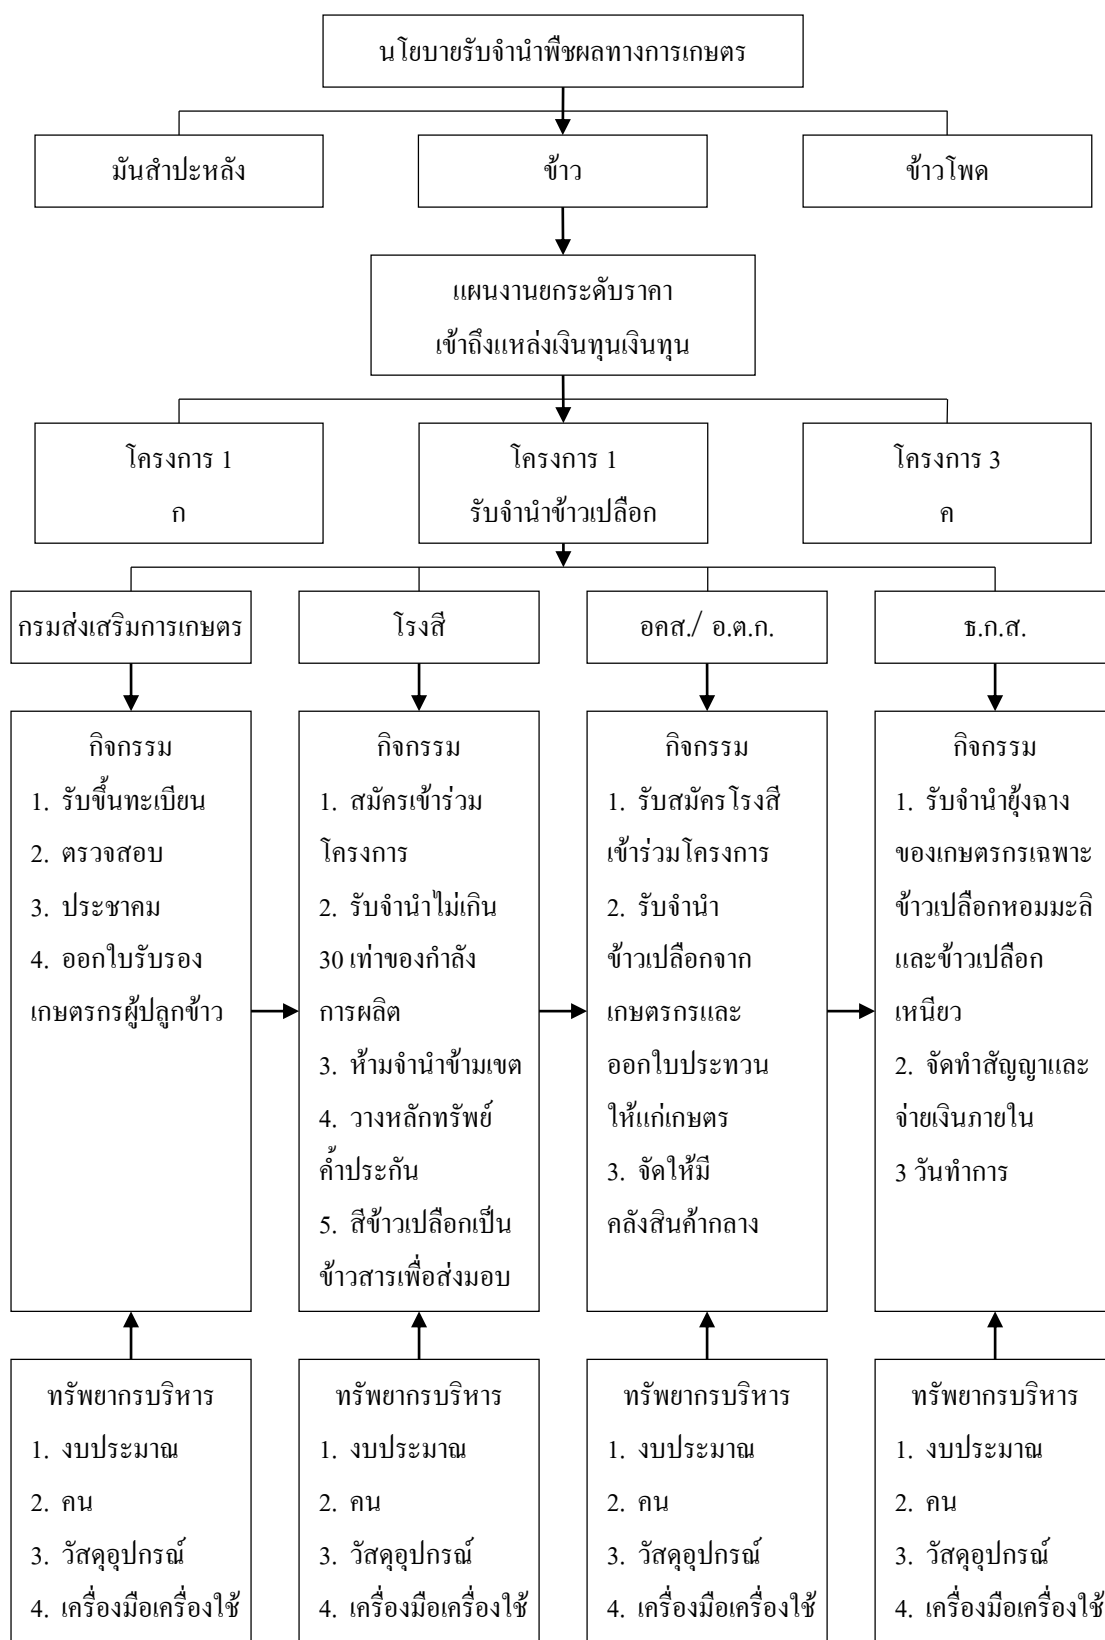 นโยบายรับจำนำพืชผลทางการเกษตร
มันสำปะหลัง
ข้าว
ข้าวโพด
แผนงานยกระดับราคา
เข้าถึงแหล่งเงินทุนเงินทุน
โครงการ 1
ก
โครงการ 1
รับจำนำข้าวเปลือก
โครงการ 3
ค
กรมส่งเสริมการเกษตร
โรงสี
อคส./ อ.ต.ก.
ธ.ก.ส.
กิจกรรม
1. รับขึ้นทะเบียน
2. ตรวจสอบ
3. ประชาคม
4. ออกใบรับรอง
เกษตรกรผู้ปลูกข้าว
กิจกรรม
1. สมัครเข้าร่วม
โครงการ
2. รับจำนำไม่เกิน
30 เท่าของกำลัง
การผลิต
3. ห้ามจำนำข้ามเขต
4. วางหลักทรัพย์
ค้ำประกัน
5. สีข้าวเปลือกเป็น
ข้าวสารเพื่อส่งมอบ
กิจกรรม
1. รับสมัครโรงสี
เข้าร่วมโครงการ
2. รับจำนำ
ข้าวเปลือกจาก
เกษตรกรและ
ออกใบประทวน
ให้แก่เกษตร
3. จัดให้มี
คลังสินค้ากลาง
กิจกรรม
1. รับจำนำยุ้งฉาง
ของเกษตรกรเฉพาะ
ข้าวเปลือกหอมมะลิ
และข้าวเปลือก
เหนียว
2. จัดทำสัญญาและ
จ่ายเงินภายใน
3 วันทำการ
ทรัพยากรบริหาร
1. งบประมาณ
2. คน
3. วัสดุอุปกรณ์
4. เครื่องมือเครื่องใช้
ทรัพยากรบริหาร
1. งบประมาณ
2. คน
3. วัสดุอุปกรณ์
4. เครื่องมือเครื่องใช้
ทรัพยากรบริหาร
1. งบประมาณ
2. คน
3. วัสดุอุปกรณ์
4. เครื่องมือเครื่องใช้
ทรัพยากรบริหาร
1. งบประมาณ
2. คน
3. วัสดุอุปกรณ์
4. เครื่องมือเครื่องใช้